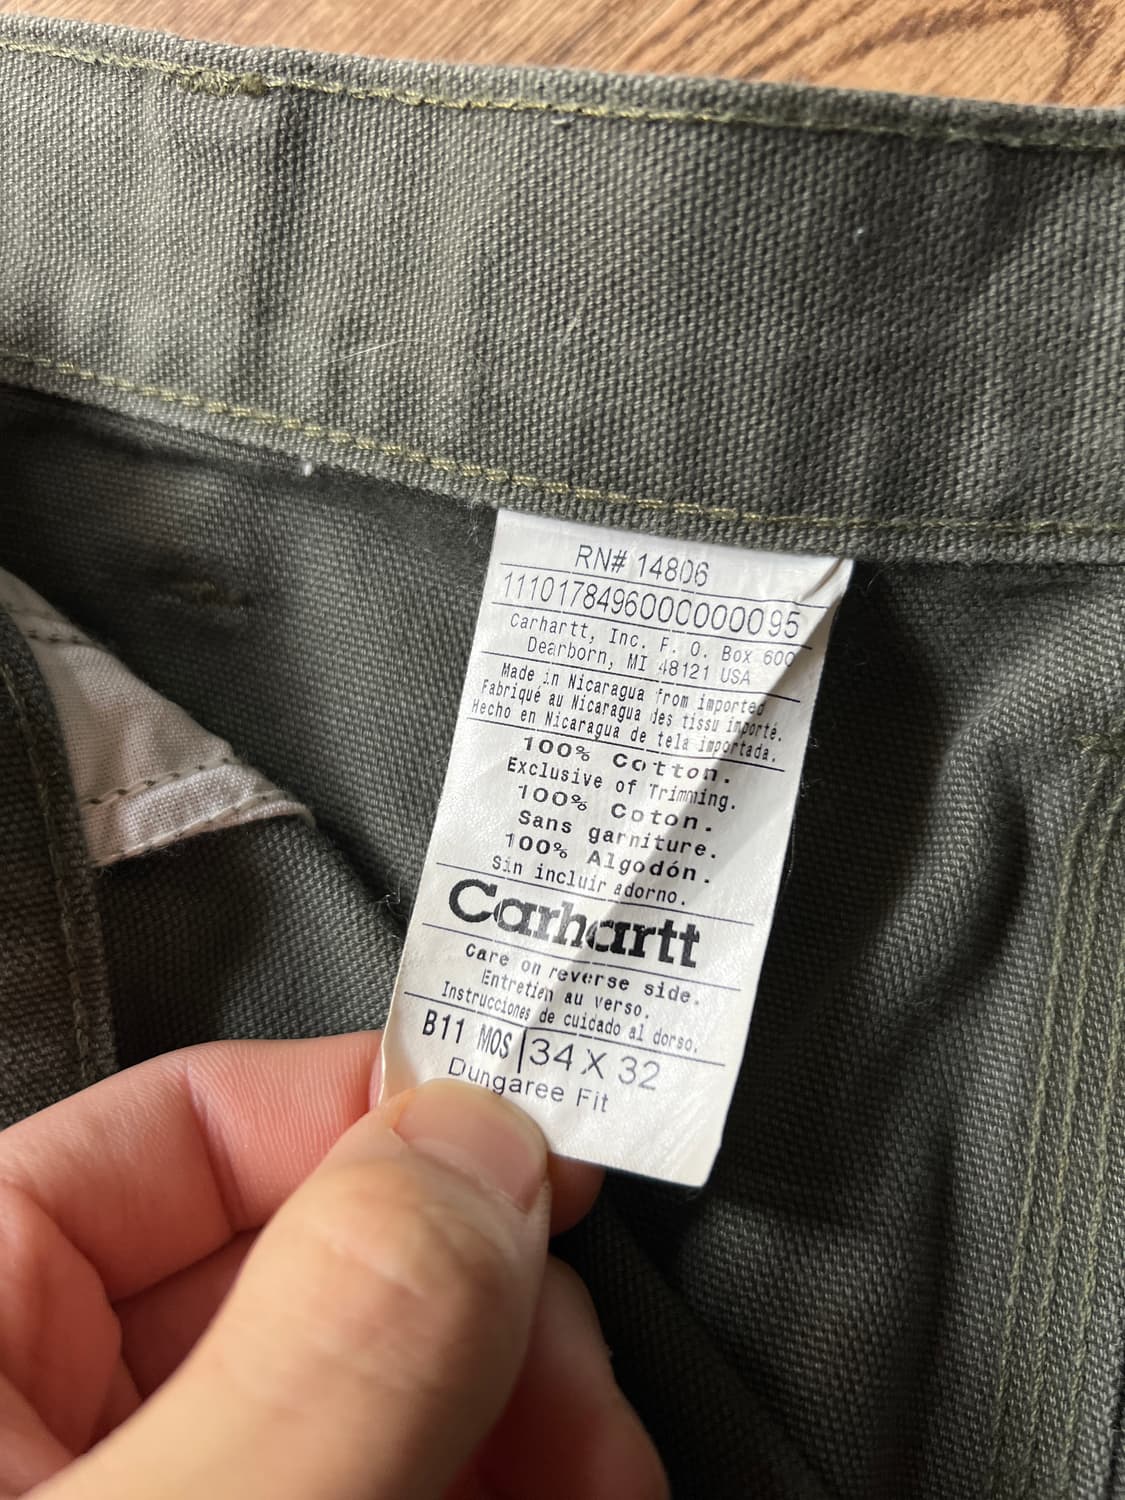 RN# 14806
1110178496000000095
Carhartt, Inc. P. O. Box 600
Dearborn, MI 48121 USA
Made in Nicaragua from imported
Fabriqué au Nicaragua des tissu importé.
Hecho en Nicaragua de tela importada.
100% Cotton.
Exclusive of Trimming.
100% Coton.
Sans garniture.
100% Algodón.
Sin incluir adorno.
Carhartt
Care on reverse side.
Entretien au verso.
Instrucciones de cuidado al dorso.
B11 MOS 34 X 32
Dungaree Fit